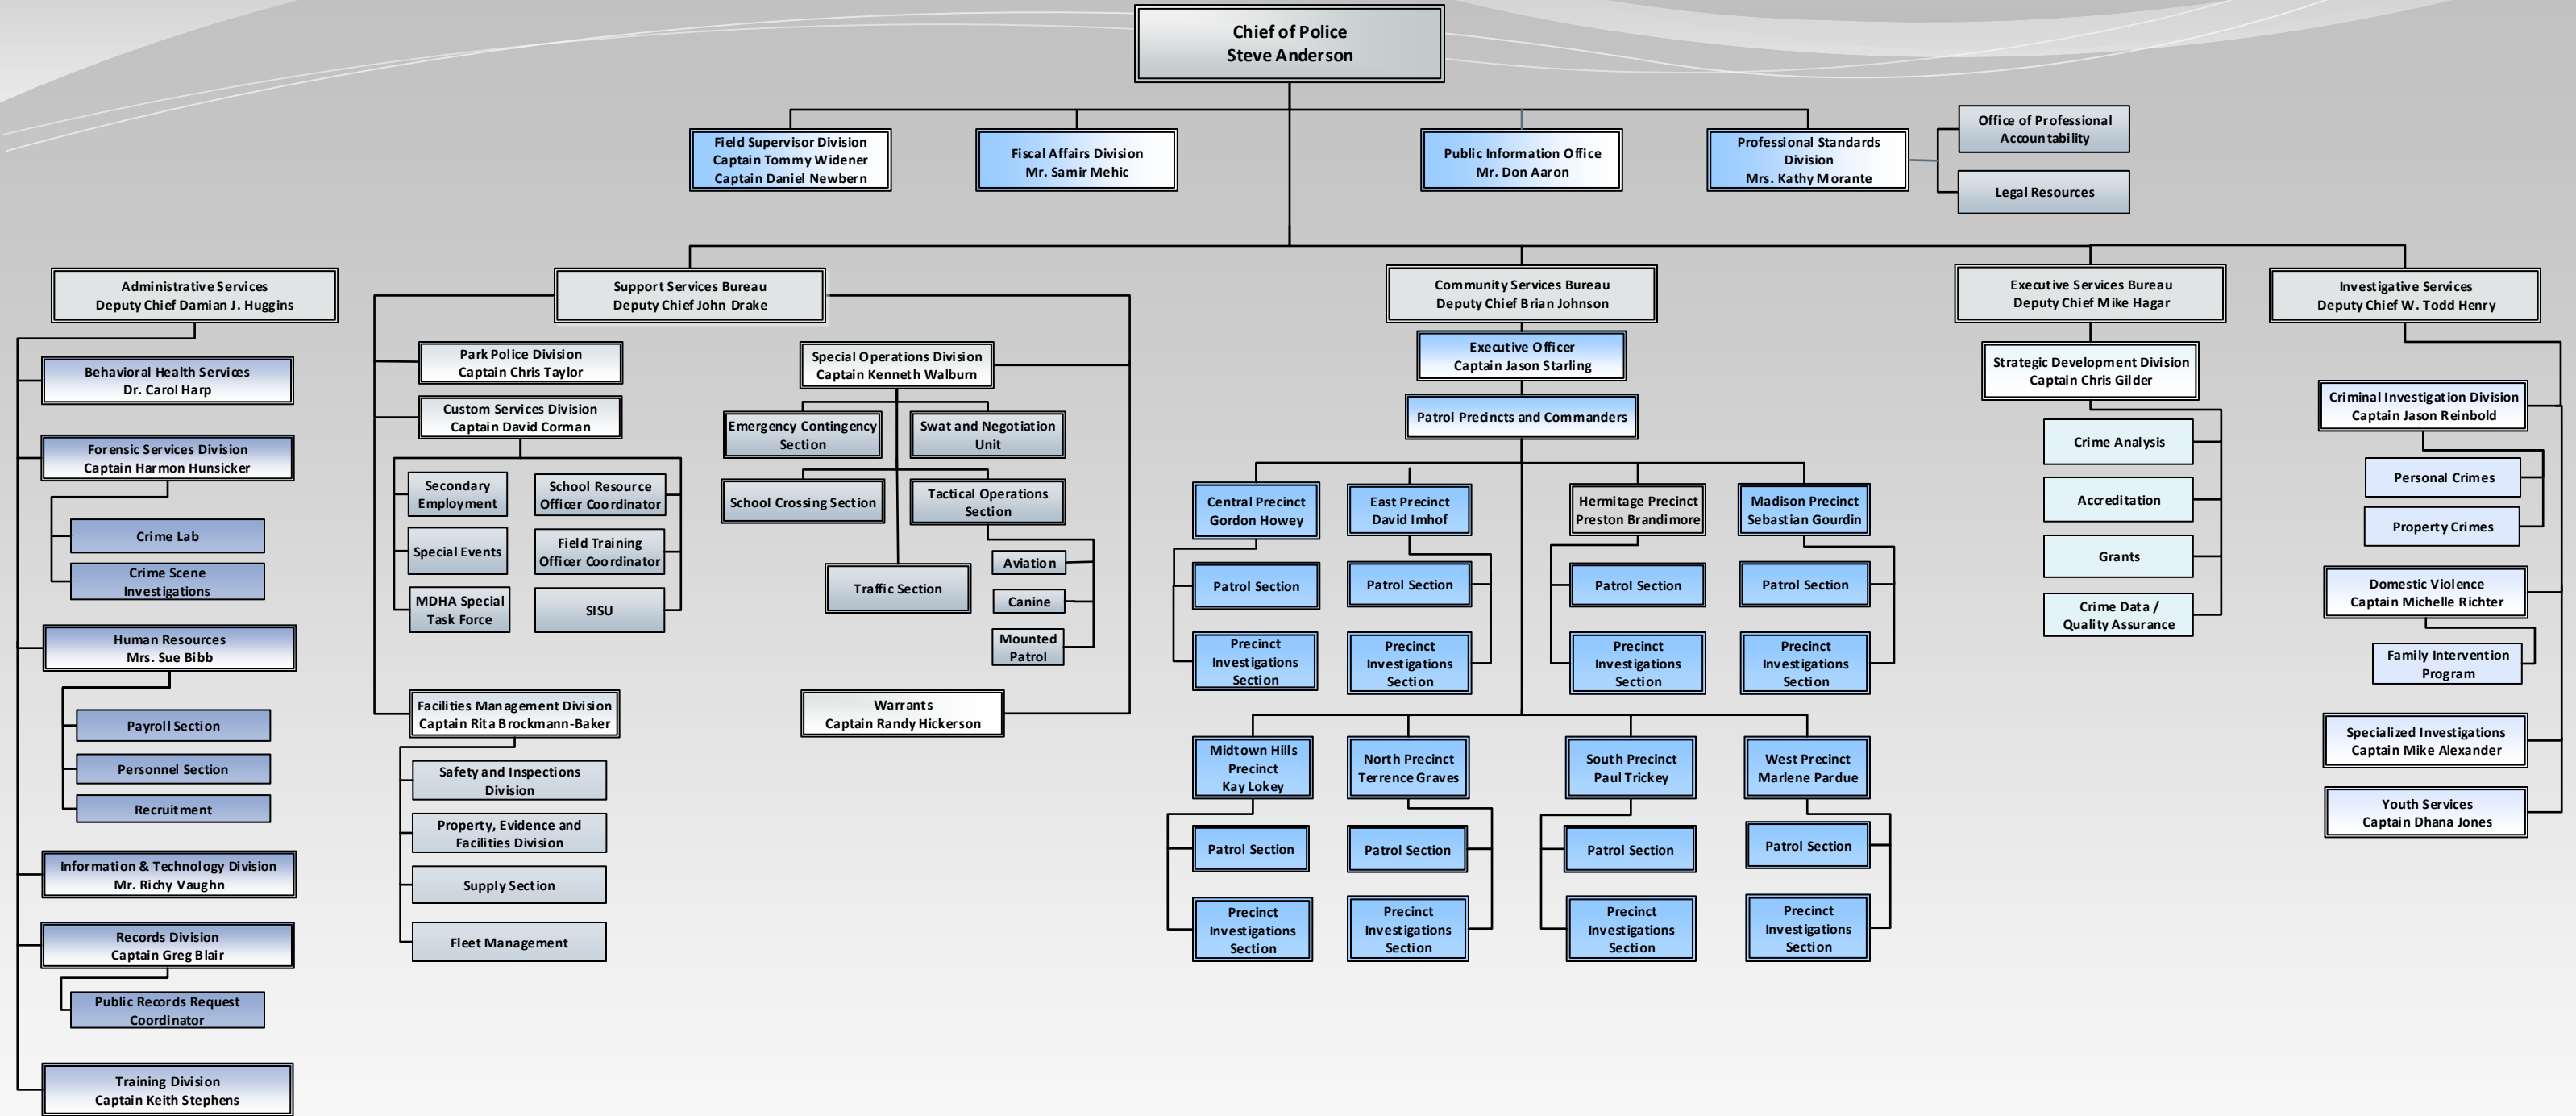 Chief of Police
Steve Anderson
Field Supervisor Division
Captain Tommy Widener
Captain Daniel Newbern
Fiscal Affairs Division
Mr. Samir Mehic
Public Information Office
Mr. Don Aaron
Professional Standards
Division
Mrs. Kathy Morante
Office of Professional
Accountability
Legal Resources
Administrative Services
Deputy Chief Damian J. Huggins
Behavioral Health Services
Dr. Carol Harp
Forensic Services Division
Captain Harmon Hunsicker
Crime Lab
Crime Scene
Investigations
Human Resources
Mrs. Sue Bibb
Payroll Section
Personnel Section
Recruitment
Information & Technology Division
Mr. Richy Vaughn
Records Division
Captain Greg Blair
Public Records Request
Coordinator
Training Division
Captain Keith Stephens
Support Services Bureau
Deputy Chief John Drake
Park Police Division
Captain Chris Taylor
Custom Services Division
Captain David Corman
Secondary
Employment
Special Events
MDHA Special
Task Force
School Resource
Officer Coordinator
Field Training
Officer Coordinator
SISU
Facilities Management Division
Captain Rita Brockmann-Baker
Safety and Inspections
Division
Property, Evidence and
Facilities Division
Supply Section
Fleet Management
Special Operations Division
Captain Kenneth Walburn
Emergency Contingency
Section
Swat and Negotiation
Unit
School Crossing Section
Tactical Operations
Section
Traffic Section
Aviation
Canine
Mounted
Patrol
Warrants
Captain Randy Hickerson
Community Services Bureau
Deputy Chief Brian Johnson
Executive Officer
Captain Jason Starling
Patrol Precincts and Commanders
Central Precinct
Gordon Howey
Patrol Section
Precinct
Investigations
Section
East Precinct
David Imhof
Patrol Section
Precinct
Investigations
Section
Hermitage Precinct
Preston Brandimore
Patrol Section
Precinct
Investigations
Section
Madison Precinct
Sebastian Gourdin
Patrol Section
Precinct
Investigations
Section
Midtown Hills
Precinct
Kay Lokey
Patrol Section
Precinct
Investigations
Section
North Precinct
Terrence Graves
Patrol Section
Precinct
Investigations
Section
South Precinct
Paul Trickey
Patrol Section
Precinct
Investigations
Section
West Precinct
Marlene Pardue
Patrol Section
Precinct
Investigations
Section
Executive Services Bureau
Deputy Chief Mike Hagar
Strategic Development Division
Captain Chris Gilder
Crime Analysis
Accreditation
Grants
Crime Data /
Quality Assurance
Investigative Services
Deputy Chief W. Todd Henry
Criminal Investigation Division
Captain Jason Reinbold
Personal Crimes
Property Crimes
Domestic Violence
Captain Michelle Richter
Family Intervention
Program
Specialized Investigations
Captain Mike Alexander
Youth Services
Captain Dhana Jones